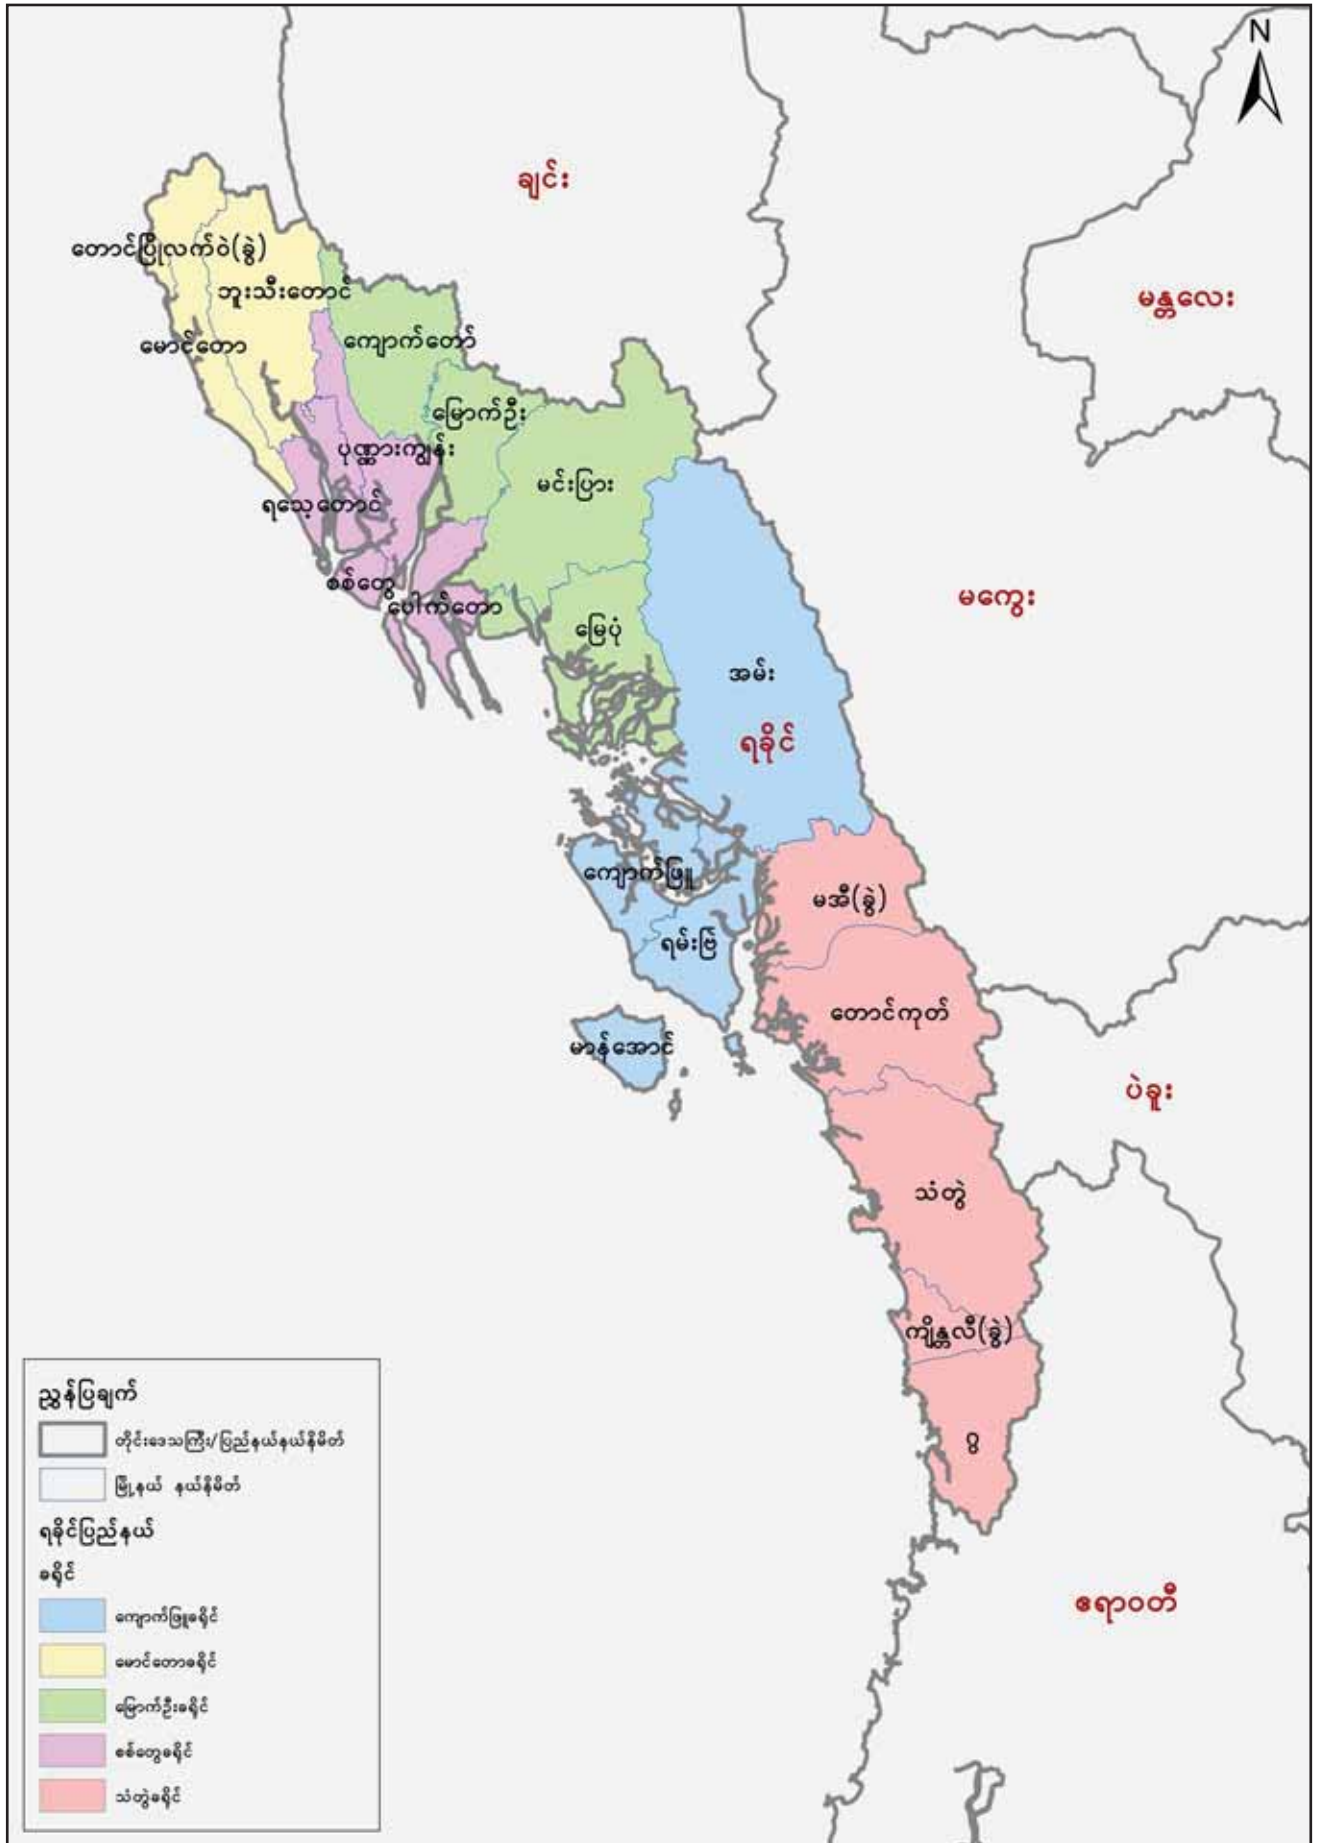 N
ချင်း
တောင်ပြိုလက်ဝဲ(ခွဲ)
ဘူးသီးတောင်
မန္တလေး
မောင်တော
ကျောက်တော်
မြောက်ဦး
ပုဏ္ဏားကျွန်း
မင်းပြား
ရသေ့တောင်
စစ်တွေ
မကွေး
ပေါက်တော
မြေပုံ
အမ်း
ရခိုင်
ကျောက်ဖြူ
မအီ(ခွဲ)
ရမ်းဗြဲ
တောင်ကုတ်
မာန်အောင်
ပဲခူး
သံတွဲ
ကျိန္တလီ(ခွဲ)
ဂွ
ဧရာဝတီ
ညွှန်ပြချက်
တိုင်းဒေသကြီး/ပြည်နယ်နယ်နိမိတ်
မြို့နယ် နယ်နိမိတ်
ရခိုင်ပြည်နယ်
ခရိုင်
ကျောက်ဖြူခရိုင်
မောင်တောခရိုင်
မြောက်ဦးခရိုင်
စစ်တွေခရိုင်
သံတွဲခရိုင်